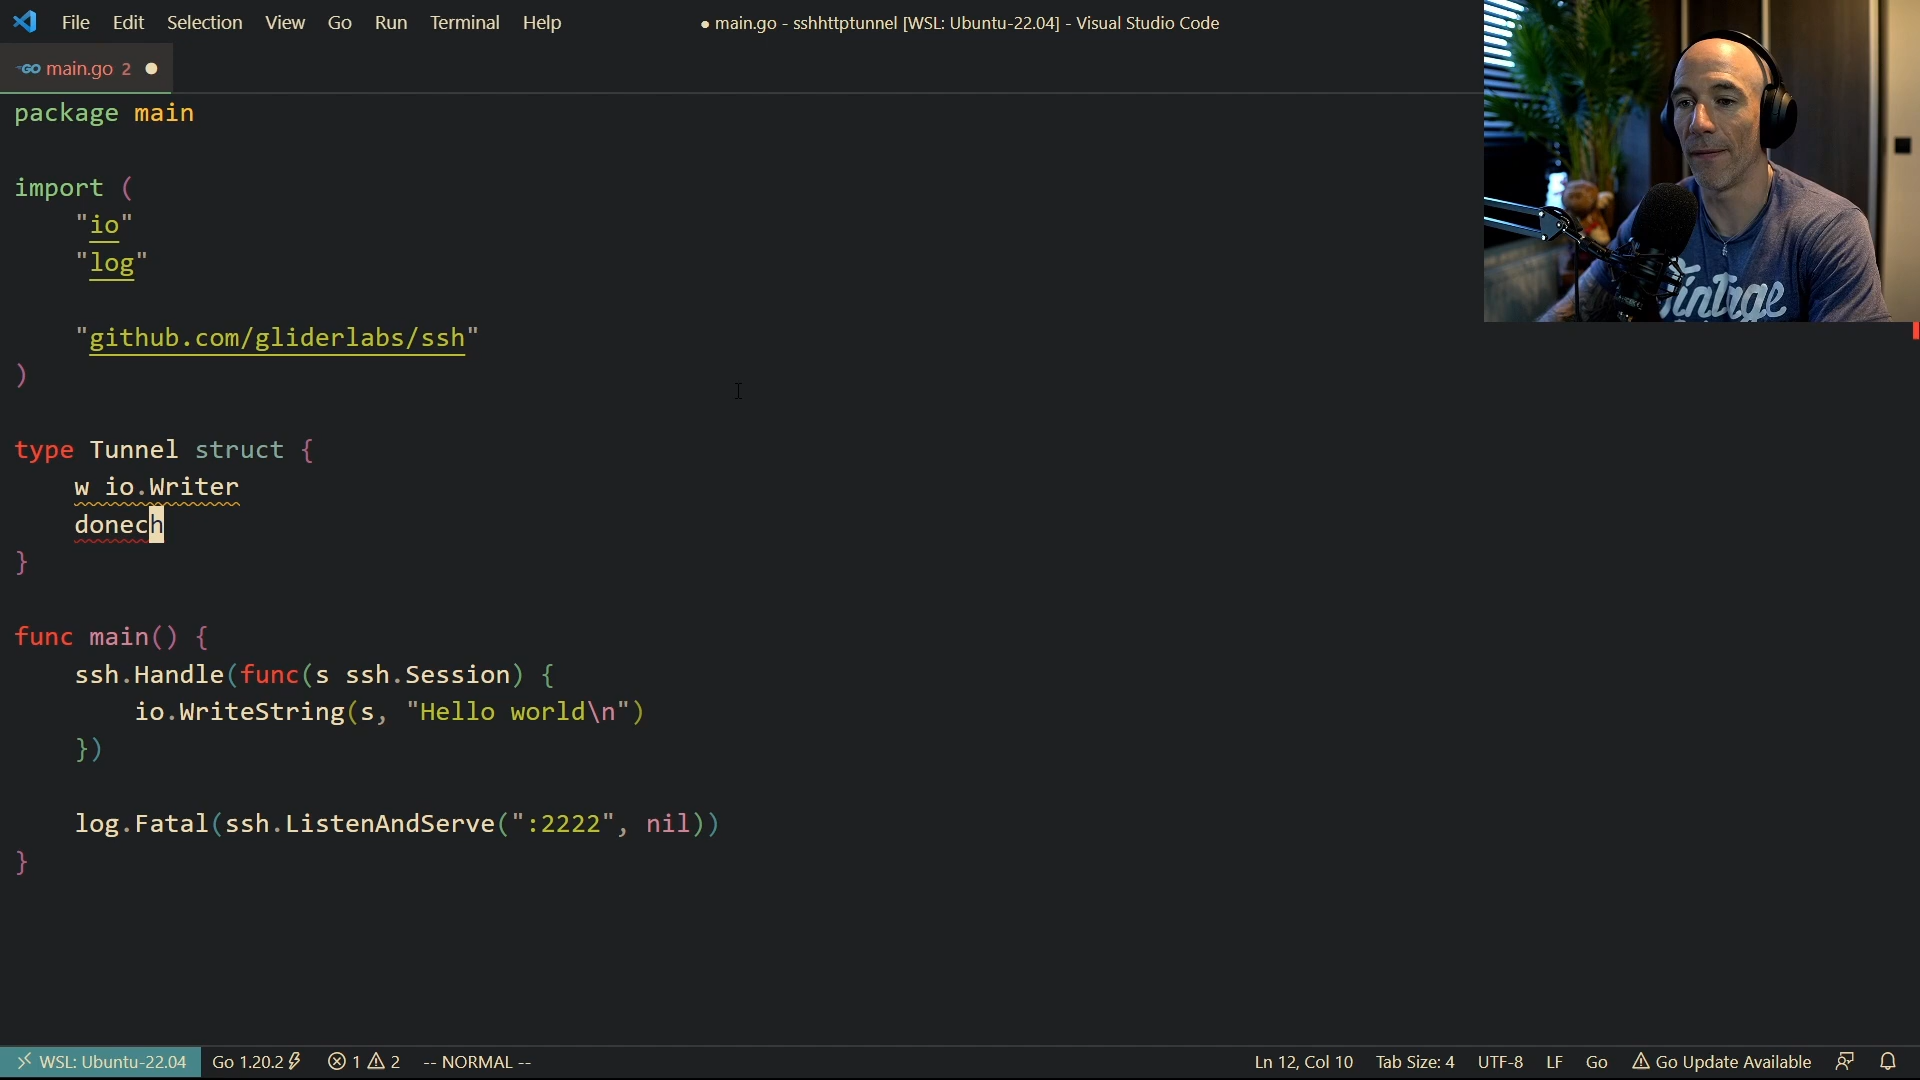 File Edit Selection View Go Run Terminal Help
● main.go - sshhttptunnel [WSL: Ubuntu-22.04] - Visual Studio Code
GO main.go 2 ●
package main
import (
"io"
"log"
"github.com/gliderlabs/ssh"
)
type Tunnel struct {
w io.Writer
donech
}
func main() {
ssh.Handle(func(s ssh.Session) {
io.WriteString(s, "Hello world\n")
})
log.Fatal(ssh.ListenAndServe(":2222", nil))
}
Vintage
WSL: Ubuntu-22.04 Go 1.20.2 1 2 -- NORMAL -- Ln 12, Col 10 Tab Size: 4 UTF-8 LF Go Go Update Available